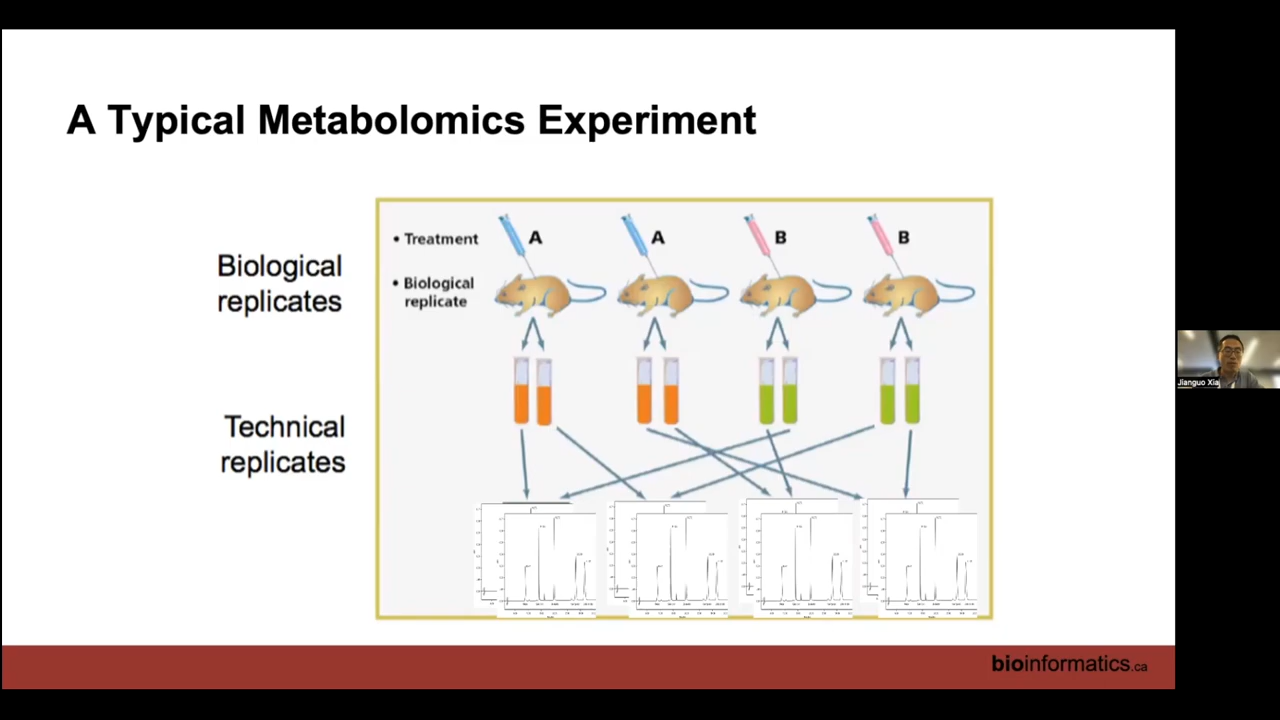 A Typical Metabolomics Experiment
Biological
replicates
• Treatment
A
A
B
B
• Biological
replicate
Technical
replicates
Jianguo Xia
bioinformatics.ca